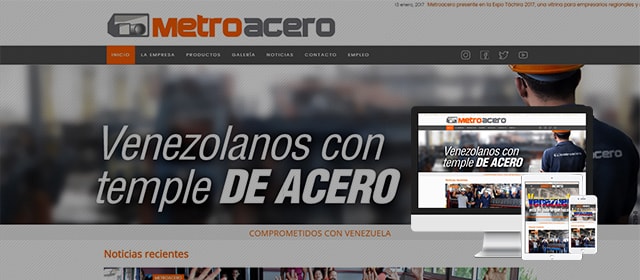 13 enero, 2017
Metroacero presente en la Expo Táchira 2017, una vitrina para empresarios regionales y
METROACERO
INICIO LA EMPRESA PRODUCTOS GALERÍA NOTICIAS CONTACTO EMPLEO
Venezolanos con
temple DE ACERO
COMPROMETIDOS CON VENEZUELA
Noticias recientes
METROACERO
METROACERO
Venezolanos con
temple DE ACERO